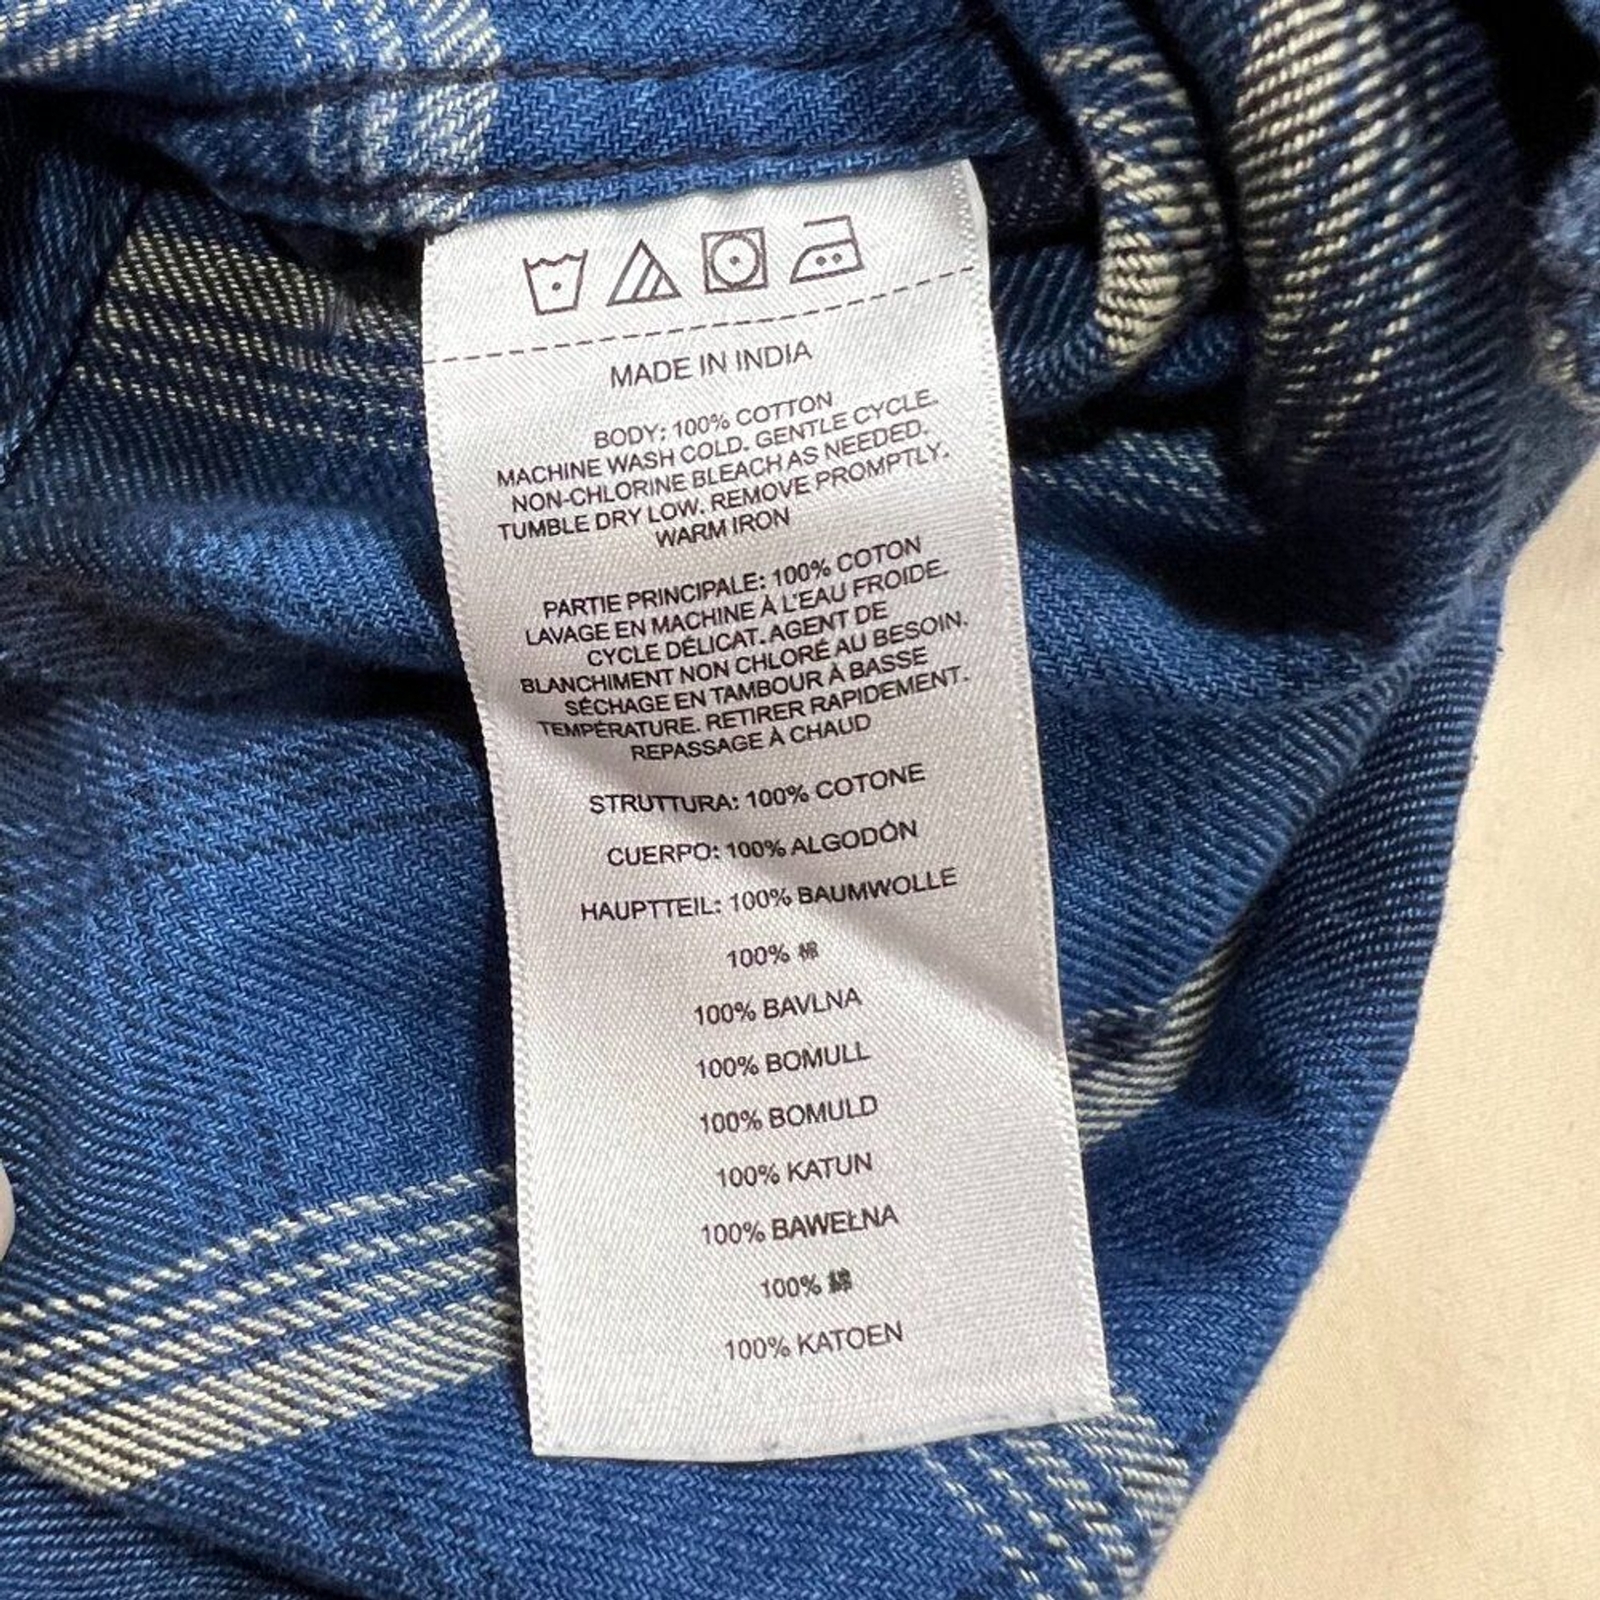 MADE IN INDIA
BODY: 100% COTTON
MACHINE WASH COLD. GENTLE CYCLE.
NON-CHLORINE BLEACH AS NEEDED.
TUMBLE DRY LOW. REMOVE PROMPTLY.
WARM IRON
PARTIE PRINCIPALE: 100% COTON
LAVAGE EN MACHINE À L'EAU FROIDE.
CYCLE DÉLICAT. AGENT DE
BLANCHIMENT NON CHLORÉ AU BESOIN.
SÉCHAGE EN TAMBOUR À BASSE
TEMPÉRATURE. RETIRER RAPIDEMENT.
REPASSAGE À CHAUD
STRUTTURA: 100% COTONE
CUERPO: 100% ALGODÓN
HAUPTTEIL: 100% BAUMWOLLE
100% 棉
100% BAVLNA
100% BOMULL
100% BOMULD
100% KATUN
100% BAWEŁNA
100% 綿
100% KATOEN